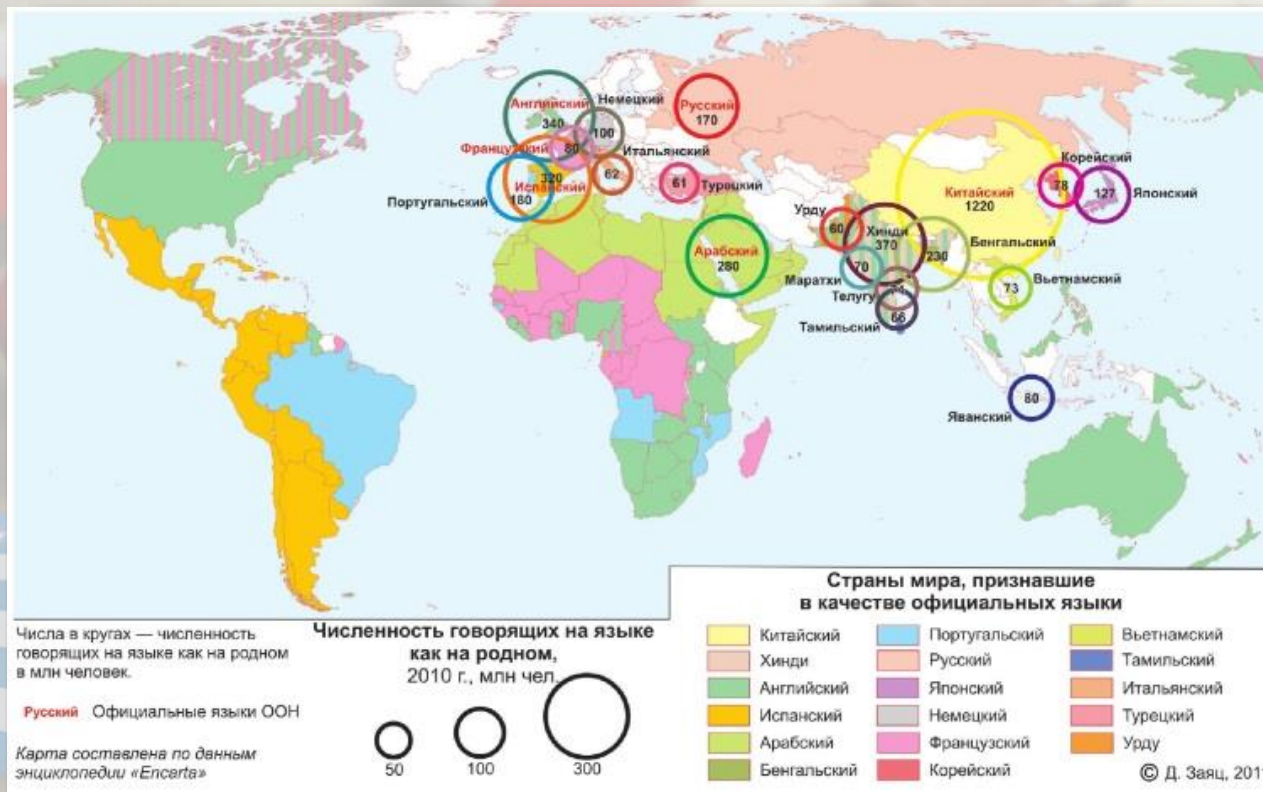 Английский
340
Немецкий
100
Русский
170
Французский
80
Итальянский
62
Испанский
320
Португальский
180
61
Турецкий
Арабский
280
Урду
60
Хинди
370
Маратхи
70
Телугу
Тамильский
66
Бенгальский
230
Китайский
1220
Корейский
78
127
Японский
Вьетнамский
73
80
Яванский
Числа в кругах — численность
говорящих на языке как на родном
в млн человек.
Русский Официальные языки ООН
Карта составлена по данным
энциклопедии «Encarta»
Численность говорящих на языке
как на родном,
2010 г., млн чел.
50
100
300
Страны мира, признавшие
в качестве официальных языки
Китайский
Хинди
Английский
Испанский
Арабский
Бенгальский
Португальский
Русский
Японский
Немецкий
Французский
Корейский
Вьетнамский
Тамильский
Итальянский
Турецкий
Урду
© Д. Заяц, 201